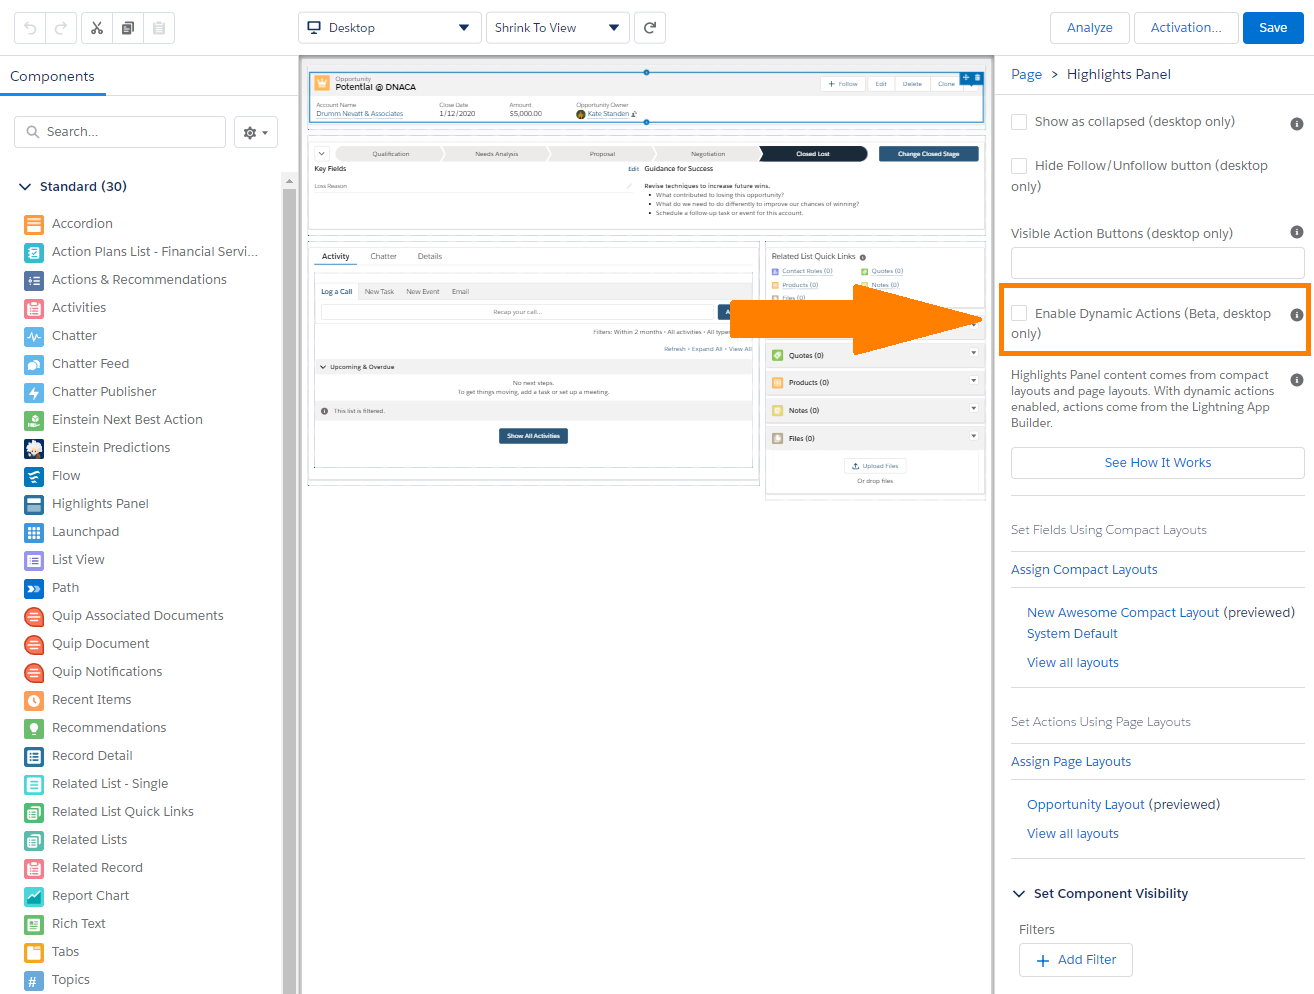 Desktop
Shrink To View
Analyze
Activation...
Save
Components
Search...
Standard (30)
Accordion
Action Plans List - Financial Servi...
Actions & Recommendations
Activities
Chatter
Chatter Feed
Chatter Publisher
Einstein Next Best Action
Einstein Predictions
Flow
Highlights Panel
Launchpad
List View
Path
Quip Associated Documents
Quip Document
Quip Notifications
Recent Items
Recommendations
Record Detail
Related List - Single
Related List Quick Links
Related Lists
Related Record
Report Chart
Rich Text
Tabs
Topics
Opportunity
Potential @ DNACA
Follow
Edit
Delete
Clone
Account Name
Close Date
Amount
Opportunity Owner
Drumm Nevatt & Associates
1/12/2020
$5,000.00
Kate Standen
Qualification
Needs Analysis
Proposal
Negotiation
Closed Lost
Change Closed Stage
Key Fields
Edit
Guidance for Success
Loss Reason
Revise techniques to increase future wins.
What contributed to losing this opportunity?
What do we need to do differently to improve our chances of winning?
Schedule a follow-up task or event for this account.
Activity
Chatter
Details
Log a Call
New Task
New Event
Email
Recap your call...
Filters: Within 2 months • All activities • All
Refresh • Expand All • View All
Upcoming & Overdue
No next steps.
To get things moving, add a task or set up a meeting.
This list is filtered.
Show All Activities
Related List Quick Links
Contact Roles (0)
Quotes (0)
Products (0)
Notes (0)
Files (0)
Quotes (0)
Products (0)
Notes (0)
Files (0)
Upload Files
Or drop files
Page > Highlights Panel
Show as collapsed (desktop only)
Hide Follow/Unfollow button (desktop
only)
Visible Action Buttons (desktop only)
Enable Dynamic Actions (Beta, desktop
only)
Highlights Panel content comes from compact
layouts and page layouts. With dynamic actions
enabled, actions come from the Lightning App
Builder.
See How It Works
Set Fields Using Compact Layouts
Assign Compact Layouts
New Awesome Compact Layout (previewed)
System Default
View all layouts
Set Actions Using Page Layouts
Assign Page Layouts
Opportunity Layout (previewed)
View all layouts
Set Component Visibility
Filters
Add Filter